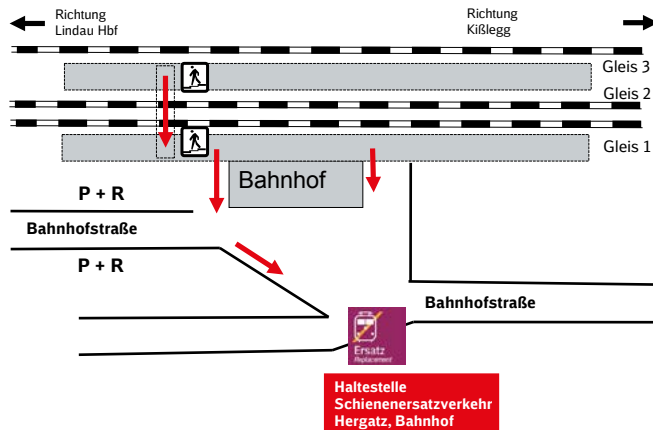 Richtung
Lindau Hbf
Richtung
Kißlegg
Gleis 3
Gleis 2
Gleis 1
Bahnhof
P + R
Bahnhofstraße
P + R
Bahnhofstraße
Ersatz
Replacement
Haltestelle
Schienenersatzverkehr
Hergatz, Bahnhof